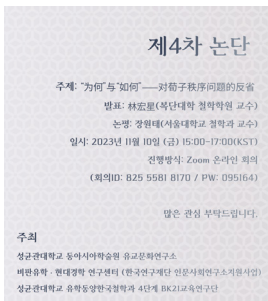 제4차 논단
주제: "为何"与"如何"——对荀子秩序问题的反省
발표: 林宏星(복단대학 철학학원 교수)
논평: 장원태(서울대학교 철학과 교수)
일시: 2023년 11월 10일 (금) 15:00-17:00(KST)
진행방식: Zoom 온라인 회의
(회의ID: 825 5581 8170 / PW: 095164)
많은 관심 부탁드립니다.
주최
성균관대학교 동아시아학술원 유교문화연구소
비판유학·현대경학 연구센터 (한국연구재단 인문사회연구소지원사업)
성균관대학교 유학동양한국철학과 4단계 BK21교육연구단